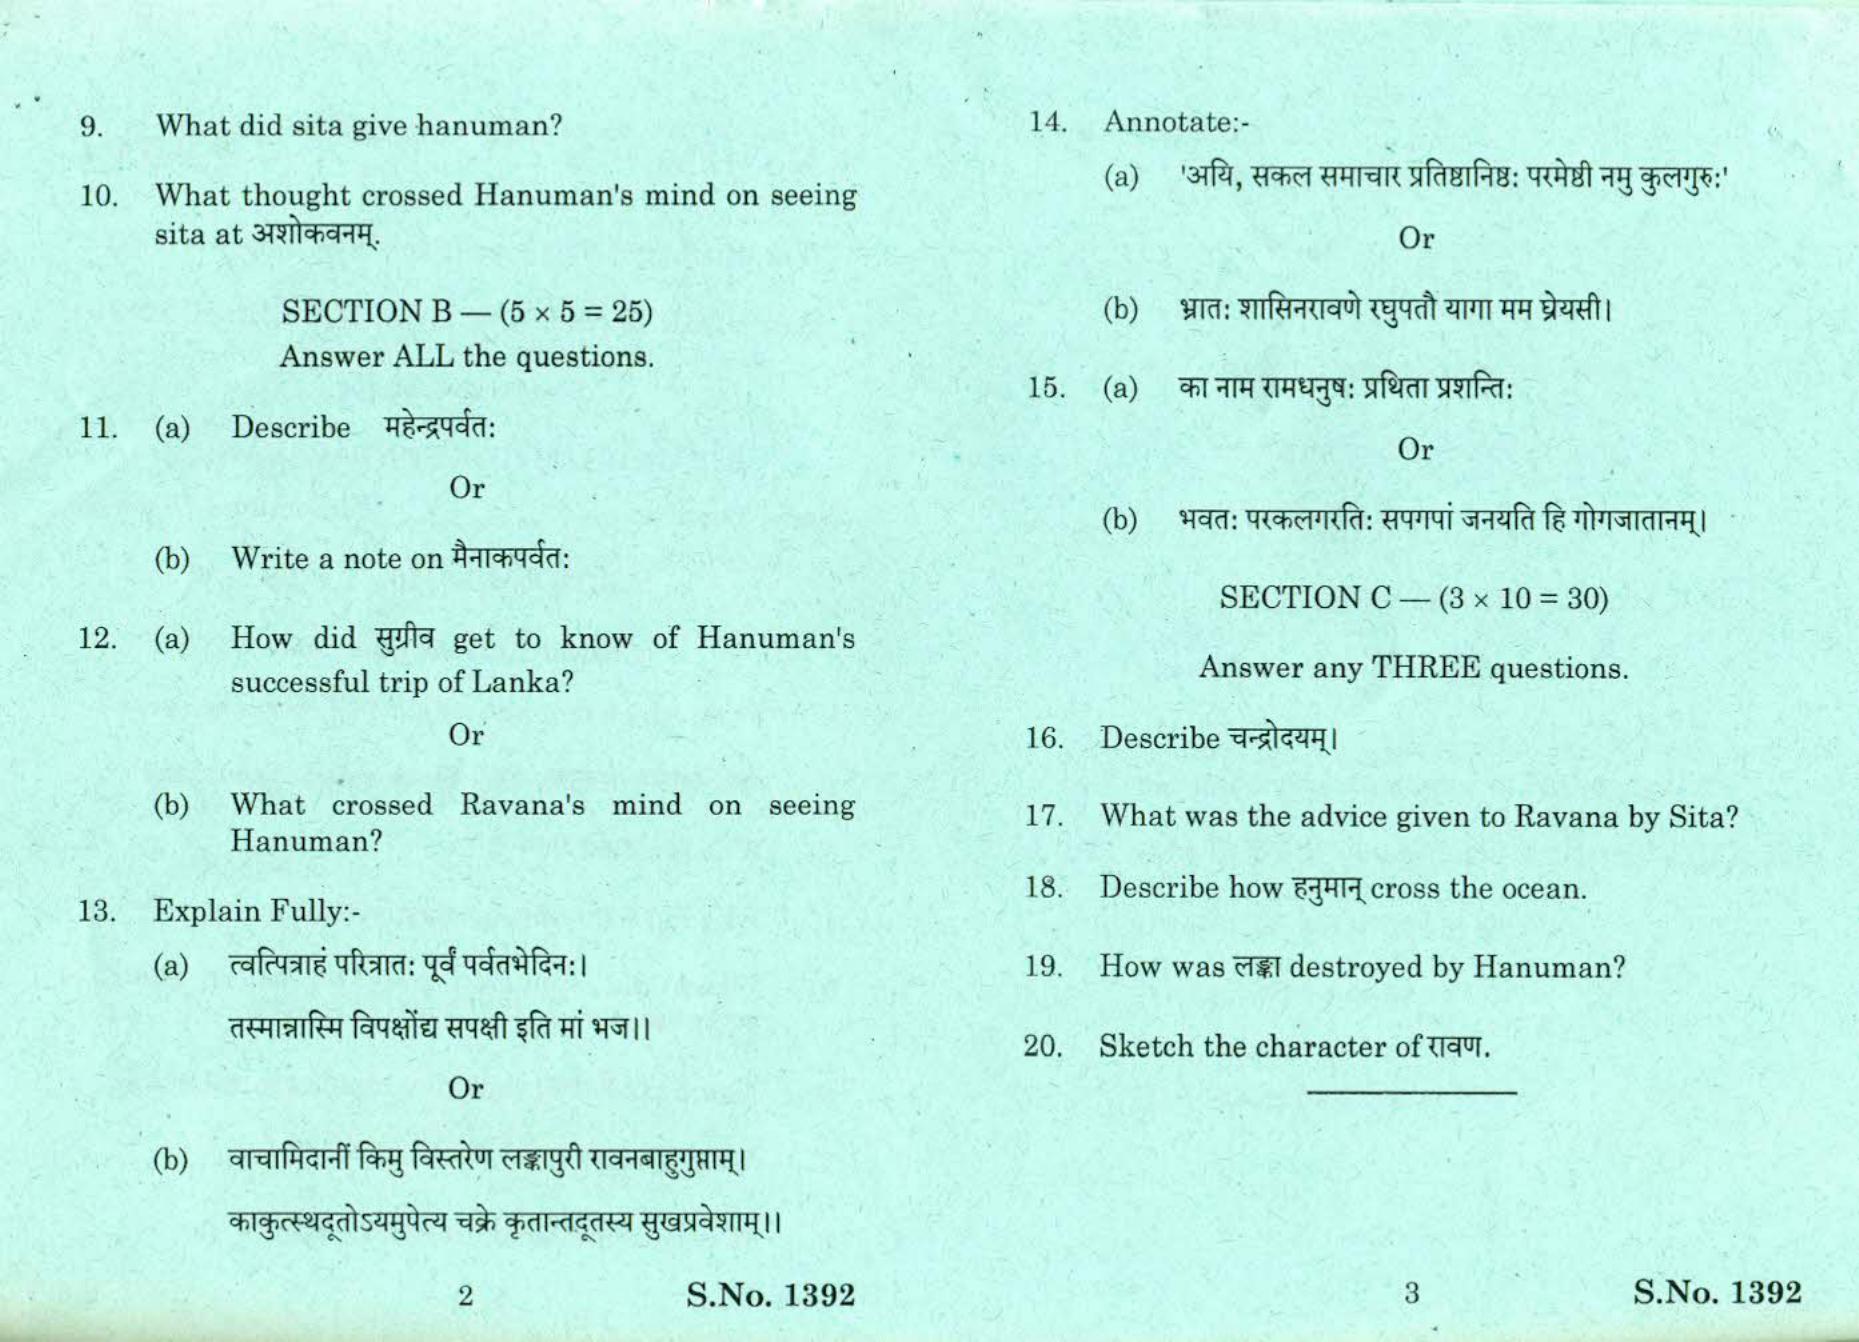 9. What did sita give hanuman?
10. What thought crossed Hanuman's mind on seeing
sita at अशोकवनम्.
SECTION B — (5 × 5 = 25)
Answer ALL the questions.
11. (a) Describe महेन्द्रपर्वतः
Or
(b) Write a note on मैनाकपर्वतः
12. (a) How did सुग्रीव get to know of Hanuman's
successful trip of Lanka?
Or
(b) What crossed Ravana's mind on seeing
Hanuman?
13. Explain Fully:-
(a) त्वत्पित्राहं परित्रातः पूर्वं पर्वतभेदिनः।
तस्मान्नास्मि विपक्षोंद्य सपक्षी इति मां भज।।
Or
(b) वाचामिदानीं किमु विस्तरेण लङ्कापुरी रावनबाहुगुप्ताम्।
काकुत्स्थदूतोऽयमुपेत्य चक्रे कृतान्तदूतस्य सुखप्रवेशाम्।।
2 S.No. 1392
14. Annotate:-
(a) 'अयि, सकल समाचार प्रतिष्ठानिष्ठः परमेष्ठी नमु कुलगुरुः'
Or
(b) भ्रातः शासिनरावणे रघुपतौ यागा मम प्रेयसी।
15. (a) का नाम रामधनुषः प्रथिता प्रशन्तिः
Or
(b) भवतः परकलगरतिः सपगपां जनयति हि गोगजातानम्।
SECTION C — (3 × 10 = 30)
Answer any THREE questions.
16. Describe चन्द्रोदयम्।
17. What was the advice given to Ravana by Sita?
18. Describe how हनुमान् cross the ocean.
19. How was लङ्का destroyed by Hanuman?
20. Sketch the character of रावण.
3 S.No. 1392